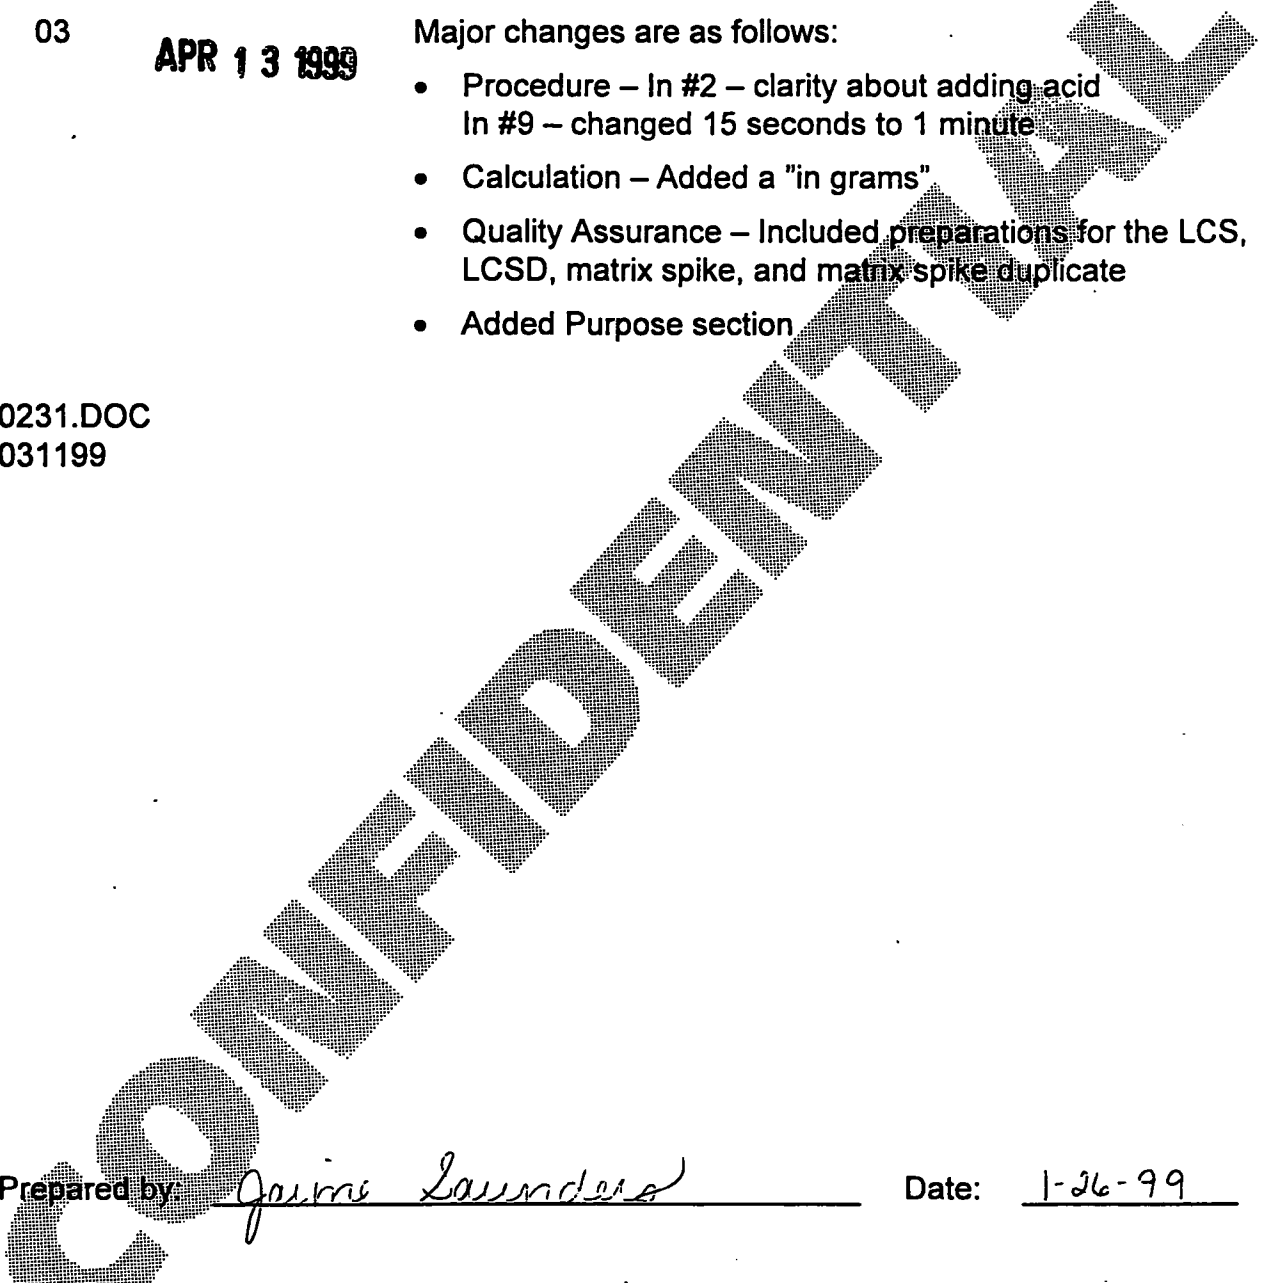 03
APR 13 1999
Major changes are as follows:
• Procedure – In #2 – clarity about adding acid
In #9 – changed 15 seconds to 1 minute
• Calculation – Added a "in grams"
• Quality Assurance – Included preparations for the LCS,
LCSD, matrix spike, and matrix spike duplicate
• Added Purpose section
0231.DOC
031199
CONFIDENTIAL
Prepared by: Jaime Saunders Date: 1-26-99